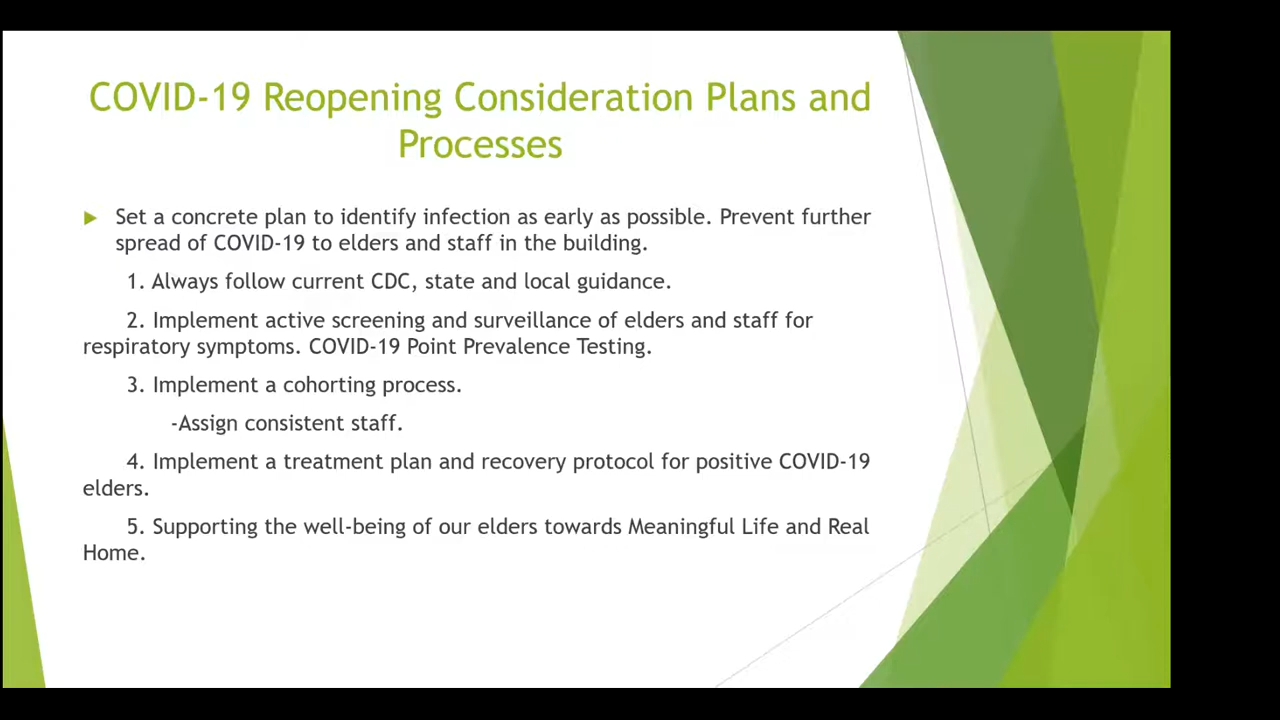 COVID-19 Reopening Consideration Plans and
Processes
Set a concrete plan to identify infection as early as possible. Prevent further
spread of COVID-19 to elders and staff in the building.
1. Always follow current CDC, state and local guidance.
2. Implement active screening and surveillance of elders and staff for
respiratory symptoms. COVID-19 Point Prevalence Testing.
3. Implement a cohorting process.
-Assign consistent staff.
4. Implement a treatment plan and recovery protocol for positive COVID-19
elders.
5. Supporting the well-being of our elders towards Meaningful Life and Real
Home.